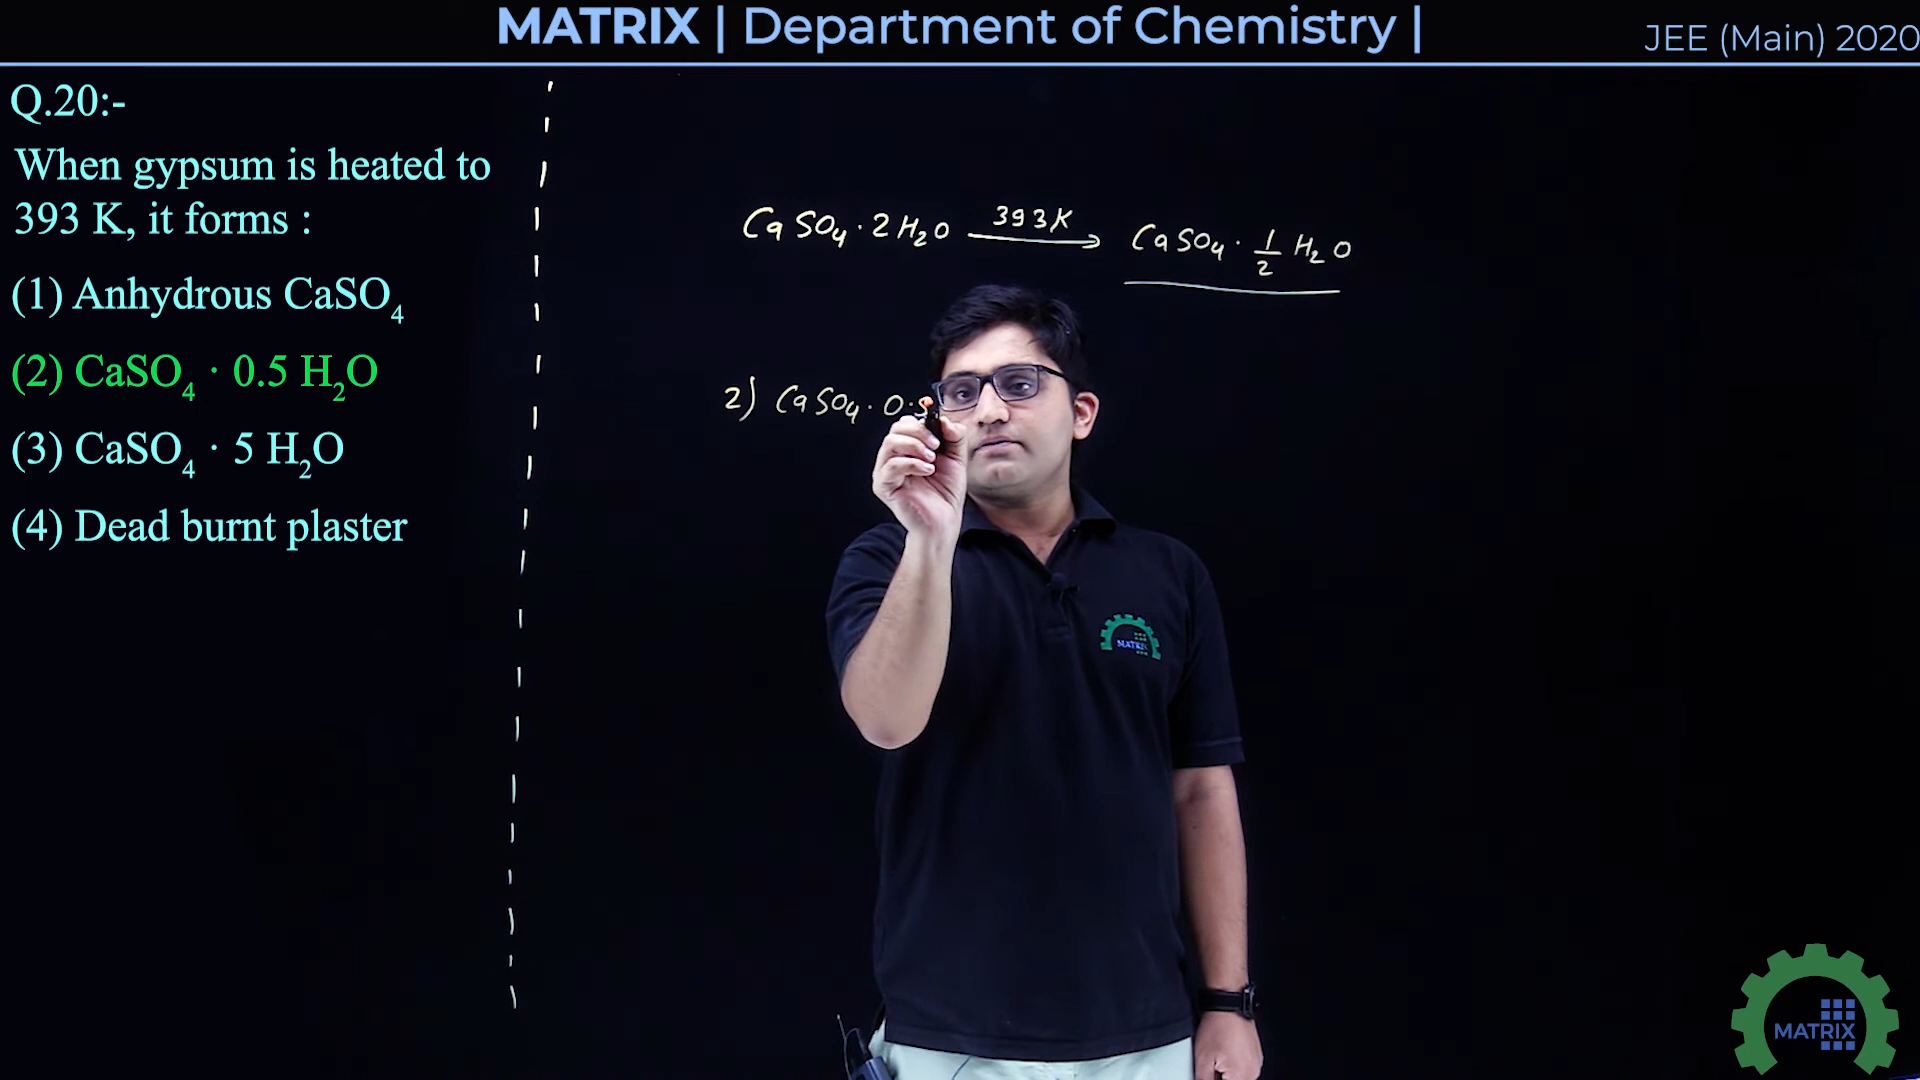 MATRIX | Department of Chemistry |
JEE (Main) 2020
Q.20:-
When gypsum is heated to
393 K, it forms :
(1) Anhydrous CaSO₄
(2) CaSO₄ · 0.5 H₂O
(3) CaSO₄ · 5 H₂O
(4) Dead burnt plaster
CaSO₄ · 2H₂O —393K→ CaSO₄ · 1/2 H₂O
2) CaSO₄ · 0.5
MATRIX
MATRIX